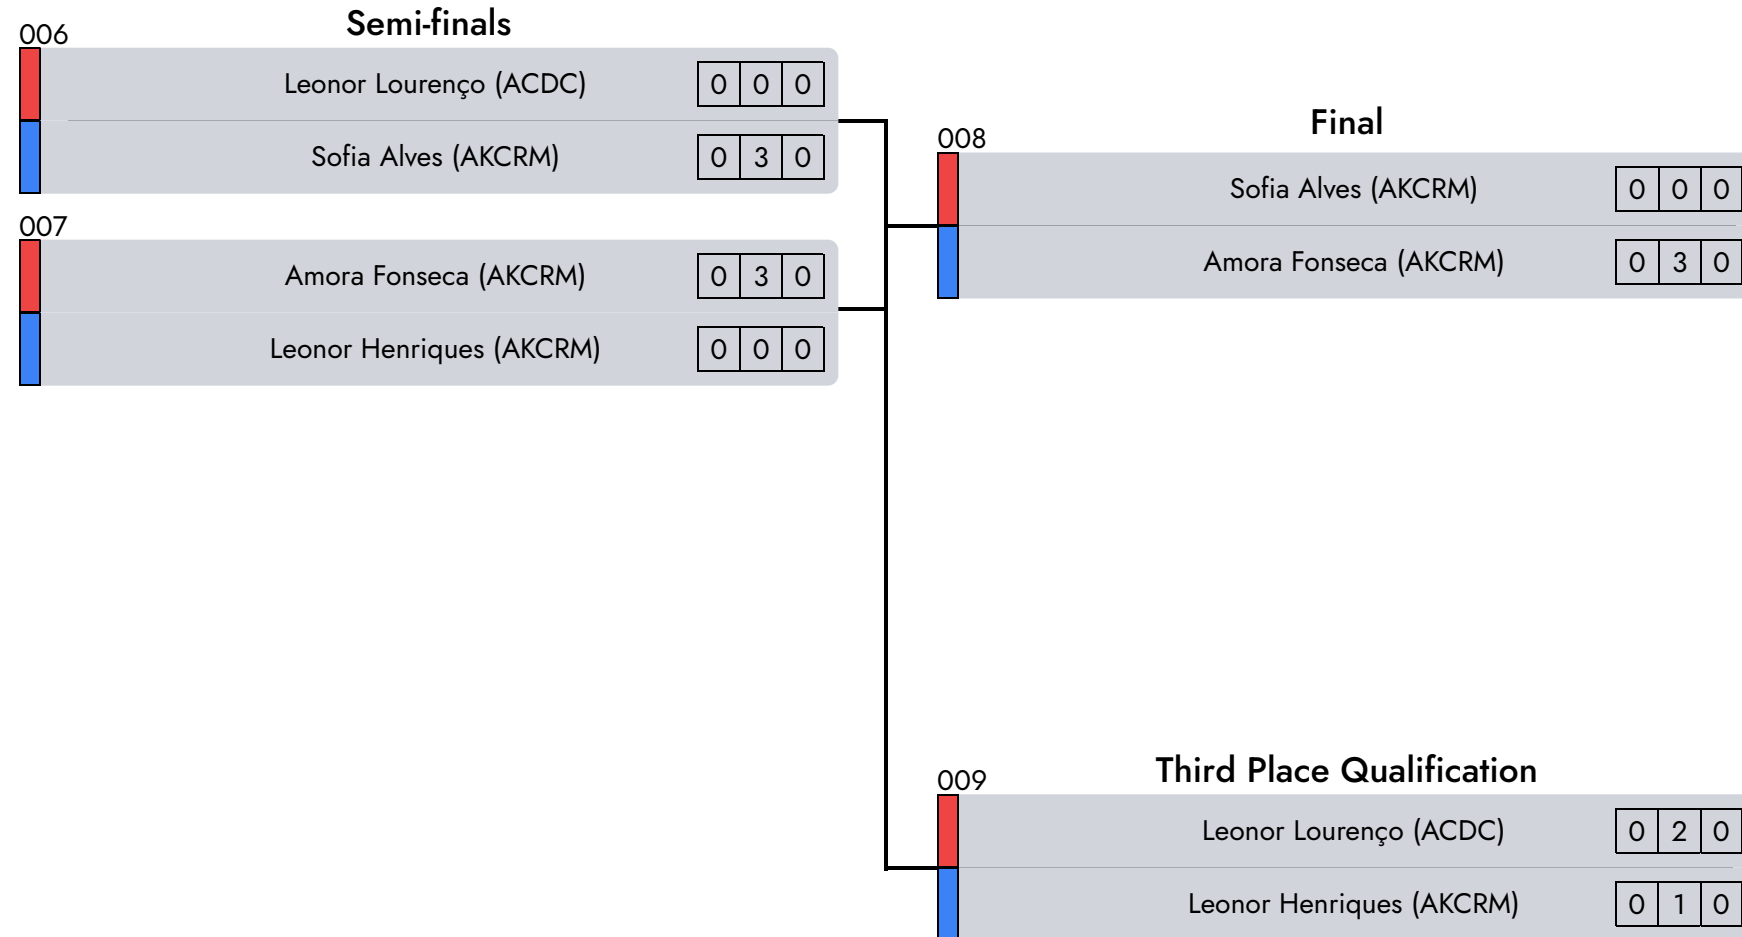 Semi-finals
006
Leonor Lourenço (ACDC) 0 0 0
Sofia Alves (AKCRM) 0 3 0
007
Amora Fonseca (AKCRM) 0 3 0
Leonor Henriques (AKCRM) 0 0 0
Final
008
Sofia Alves (AKCRM) 0 0 0
Amora Fonseca (AKCRM) 0 3 0
Third Place Qualification
009
Leonor Lourenço (ACDC) 0 2 0
Leonor Henriques (AKCRM) 0 1 0